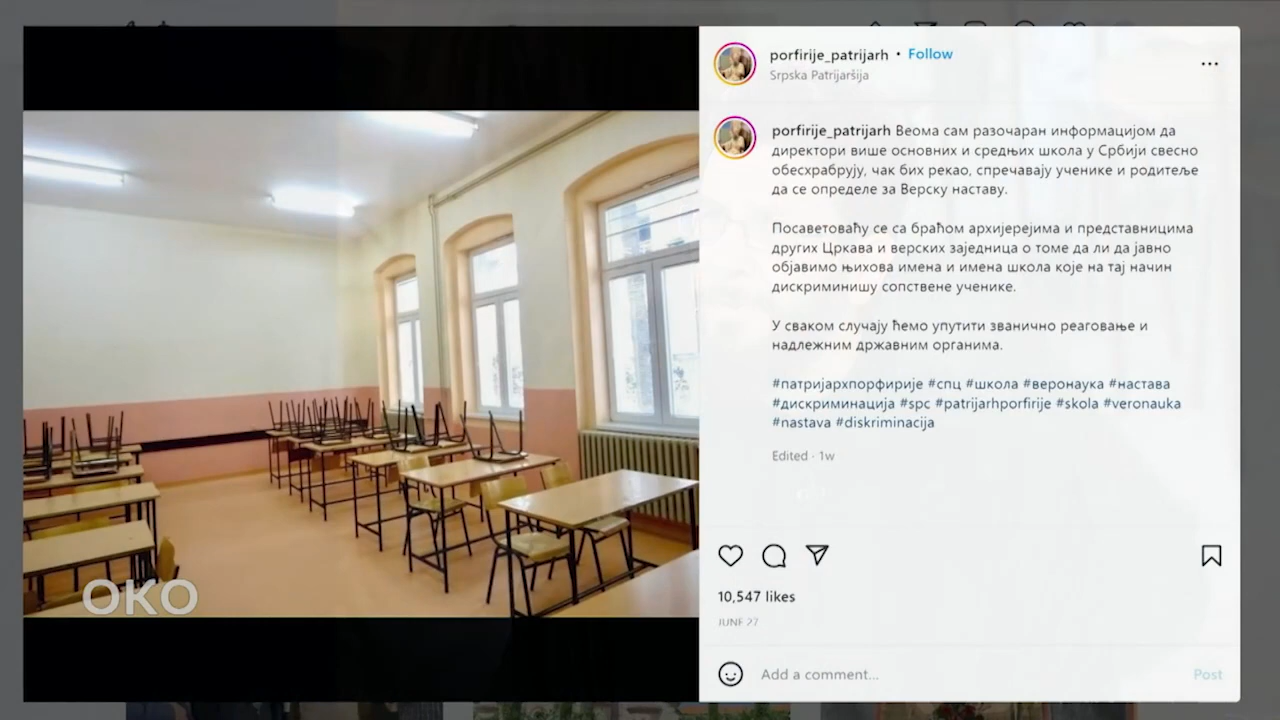 porfirije_patrijarh • Follow
Srpska Patrijaršija
porfirije_patrijarh Веома сам разочаран информацијом да
директори више основних и средњих школа у Србији свесно
обесхрабрују, чак бих рекао, спречавају ученике и родитеље
да се определе за Верску наставу.
Посаветоваћу се са браћом архијерејима и представницима
других Цркава и верских заједница о томе да ли да јавно
објавимо њихова имена и имена школа које на тај начин
дискриминишу сопствене ученике.
У сваком случају ћемо упутити званично реаговање и
надлежним државним органима.
#патријархпорфирије #спц #школа #веронаука #настава
#дискриминација #spc #patrijarhporfirije #skola #veronauka
#nastava #diskriminacija
Edited · 1w
10,547 likes
JUNE 27
Add a comment...
Post
OKO